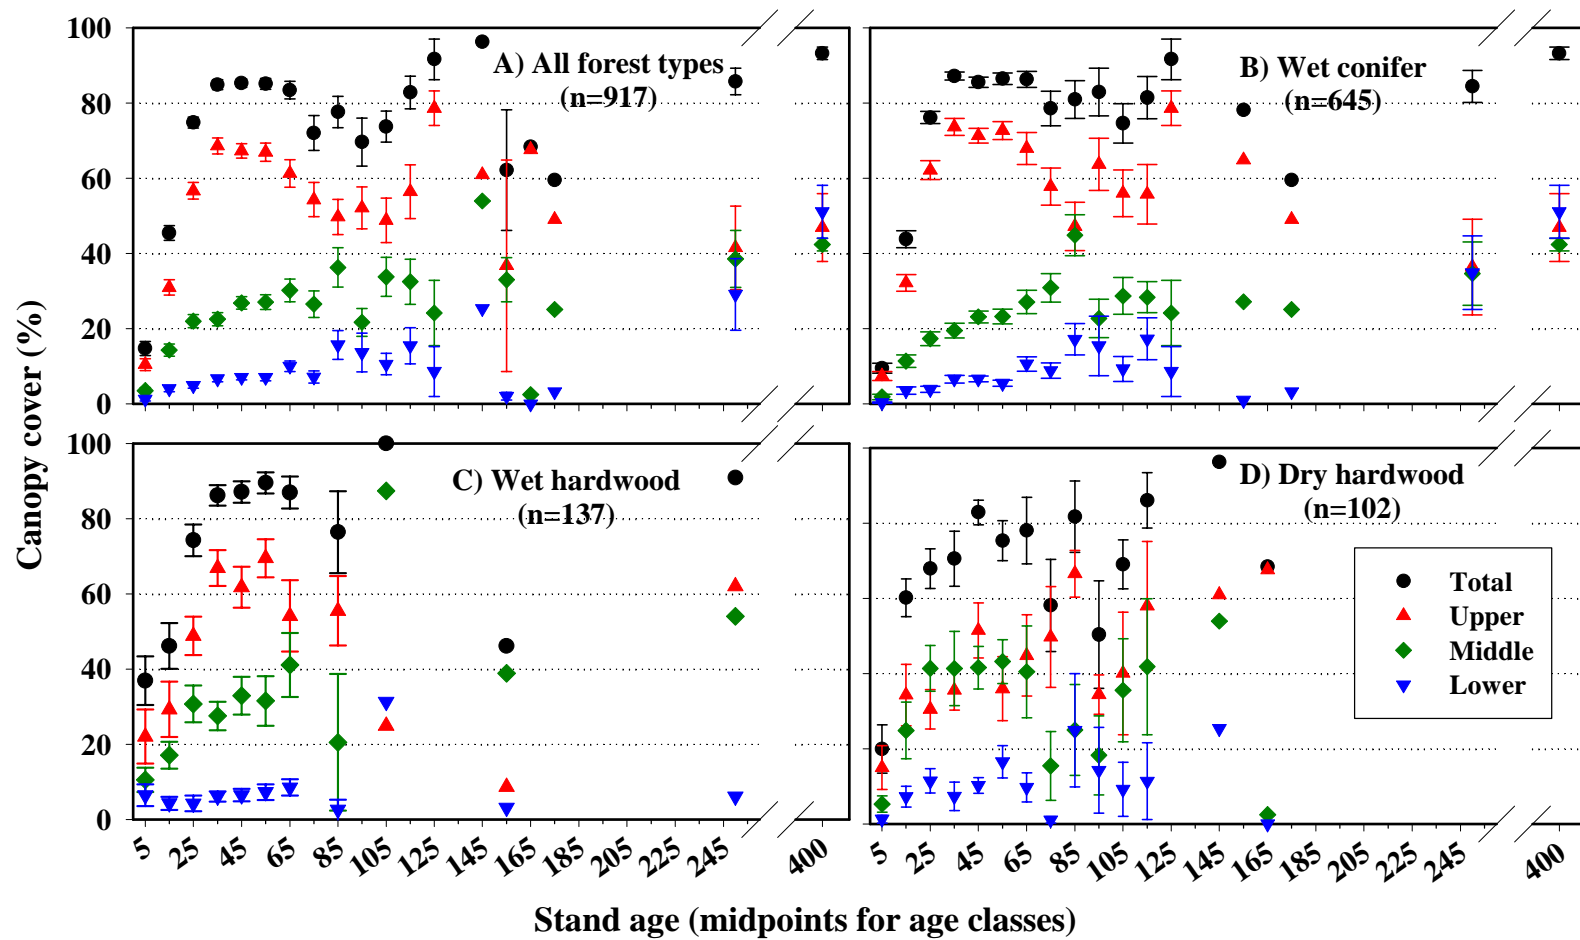 Canopy cover (%)
100
80
60
40
20
0
A) All forest types
(n=917)
B) Wet conifer
(n=645)
100
80
60
40
20
0
C) Wet hardwood
(n=137)
D) Dry hardwood
(n=102)
Total
Upper
Middle
Lower
5 25 45 65 85 105 125 145 165 185 205 225 245 400
5 25 45 65 85 105 125 145 165 185 205 225 245 400
Stand age (midpoints for age classes)